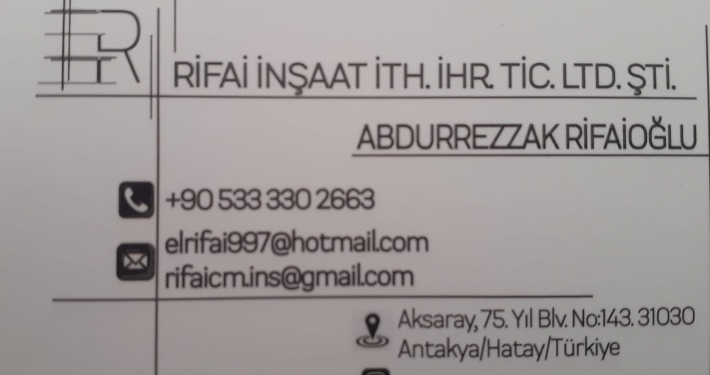 RİFAİ İNŞAAT İTH. İHR. TİC. LTD. ŞTİ.
ABDURREZZAK RİFAİOĞLU
+90 533 330 2663
elrifai997@hotmail.com
rifaicm.ins@gmail.com
Aksaray, 75. Yıl Blv. No:143. 31030
Antakya/Hatay/Türkiye